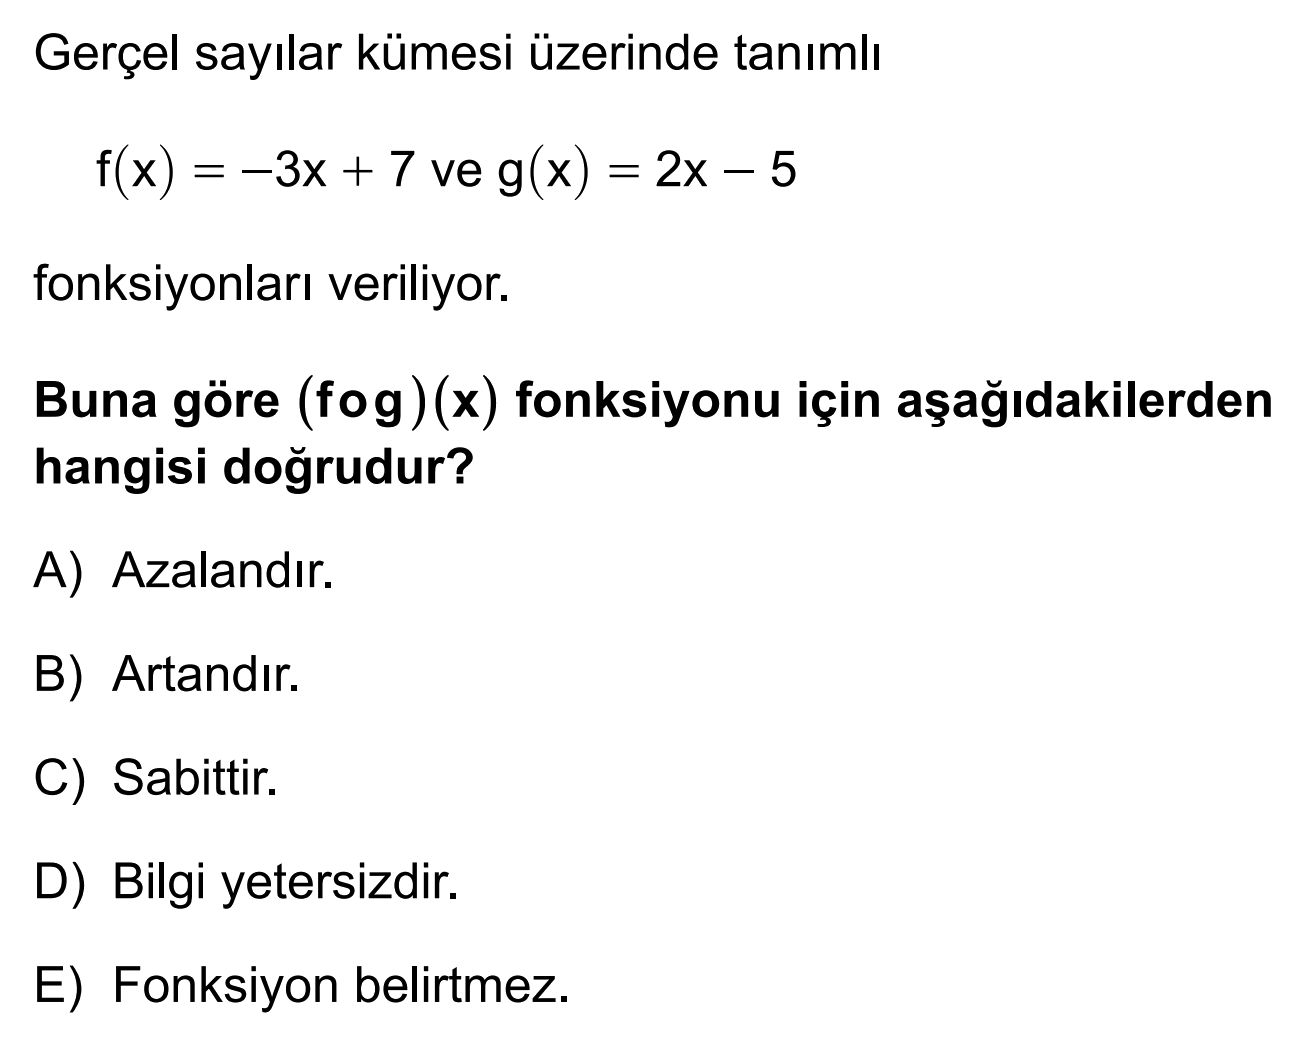 Gerçel sayılar kümesi üzerinde tanımlı
f(x) = −3x + 7 ve g(x) = 2x − 5
fonksiyonları veriliyor.
Buna göre (fog)(x) fonksiyonu için aşağıdakilerden
hangisi doğrudur?
A) Azalandır.
B) Artandır.
C) Sabittir.
D) Bilgi yetersizdir.
E) Fonksiyon belirtmez.